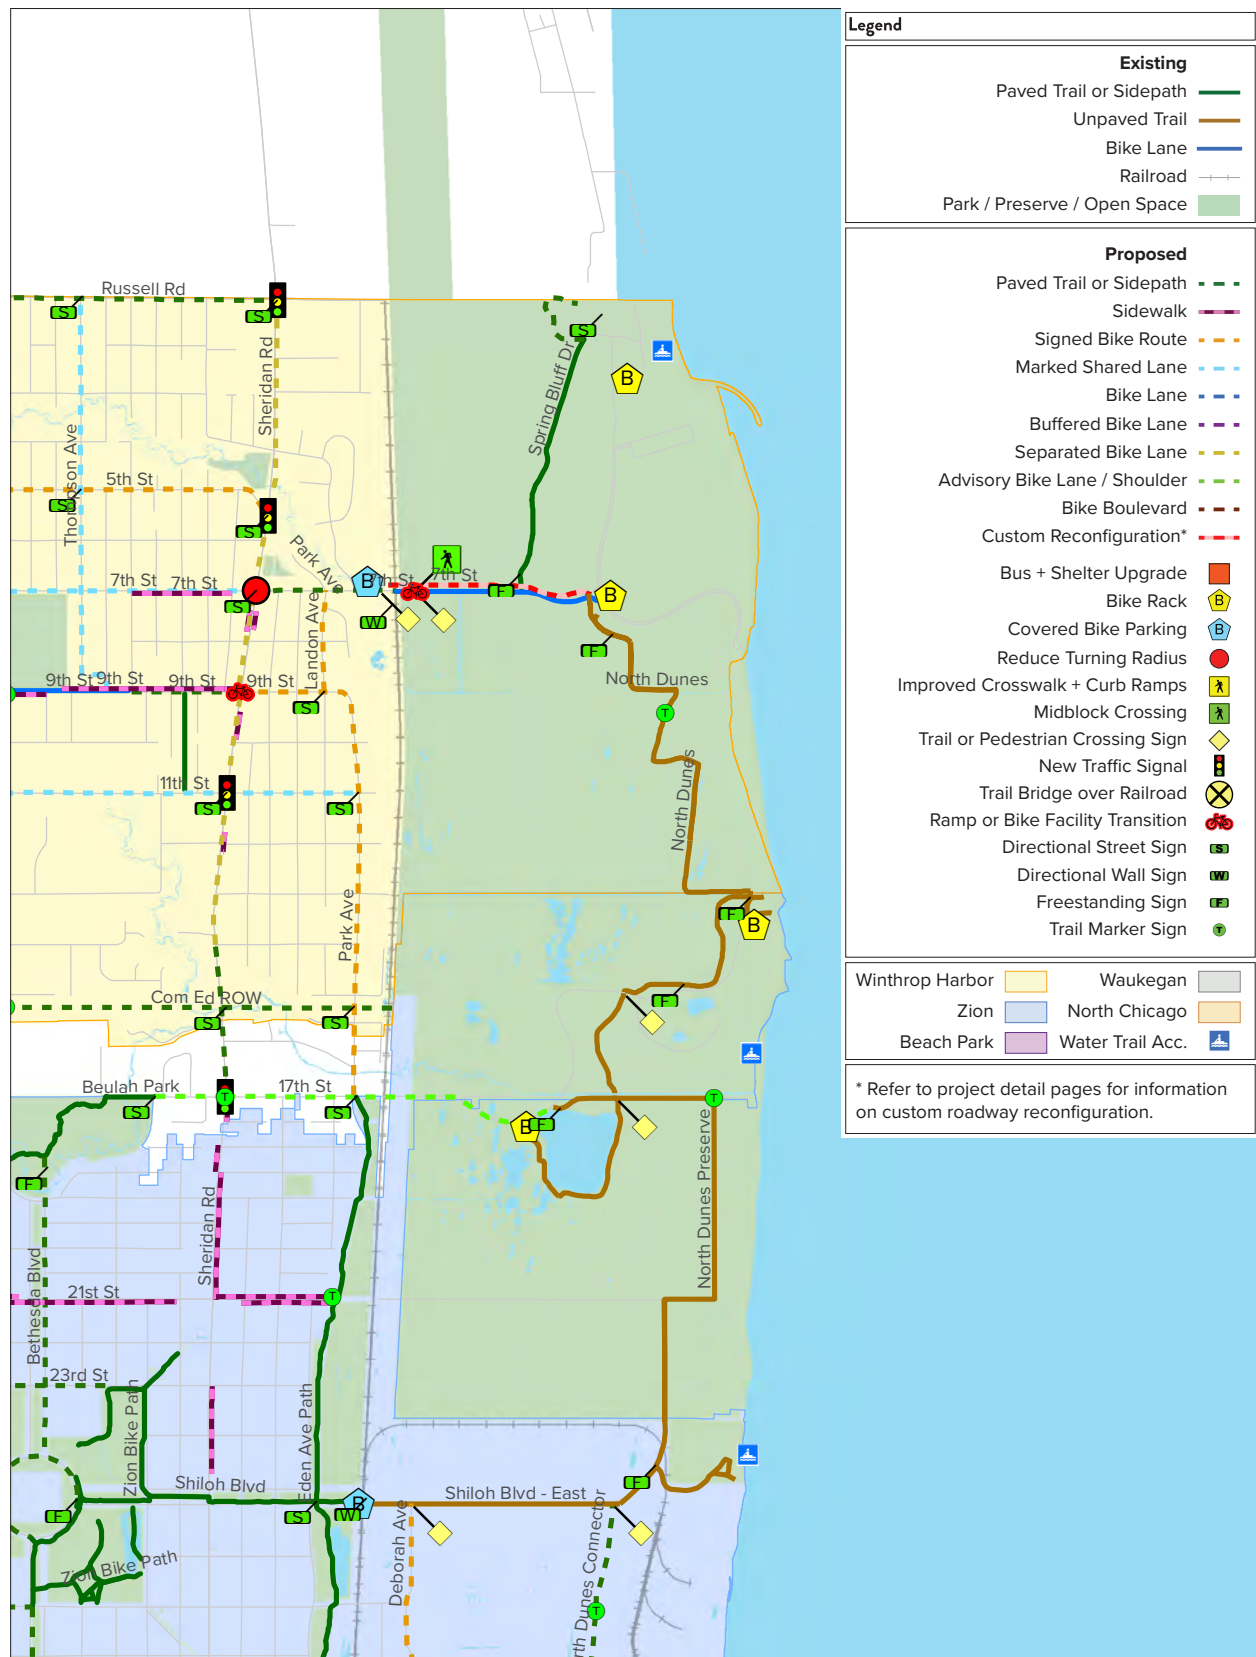 Legend
Existing
Paved Trail or Sidepath
Unpaved Trail
Bike Lane
Railroad
Park / Preserve / Open Space
Proposed
Paved Trail or Sidepath
Sidewalk
Signed Bike Route
Marked Shared Lane
Bike Lane
Buffered Bike Lane
Separated Bike Lane
Advisory Bike Lane / Shoulder
Bike Boulevard
Custom Reconfiguration*
Bus + Shelter Upgrade
Bike Rack B
Covered Bike Parking B
Reduce Turning Radius
Improved Crosswalk + Curb Ramps
Midblock Crossing
Trail or Pedestrian Crossing Sign
New Traffic Signal
Trail Bridge over Railroad
Ramp or Bike Facility Transition
Directional Street Sign S
Directional Wall Sign W
Freestanding Sign F
Trail Marker Sign T
Winthrop Harbor Waukegan
Zion North Chicago
Beach Park Water Trail Acc.
* Refer to project detail pages for information
on custom roadway reconfiguration.
Russell Rd
S
S
S
Sheridan Rd
Spring Bluff Dr
B
Thompson Ave
5th St
S
S
Park Ave
7th St
7th St
B
7th St
7th St
F
B
S
W
Landon Ave
F
9th St
9th St
9th St
9th St
S
North Dunes
T
North Dunes
11th St
S
S
Park Ave
F
B
Com Ed ROW
S
S
F
Beulah Park
17th St
T
S
S
T
B
F
F
North Dunes Preserve
Sheridan Rd
Bethesda Blvd
21st St
T
23rd St
Zion Bike Path
Eden Ave Path
Shiloh Blvd
B
Shiloh Blvd - East
F
F
S
W
Deborah Ave
rth Dunes Connector
Zion Bike Path
T